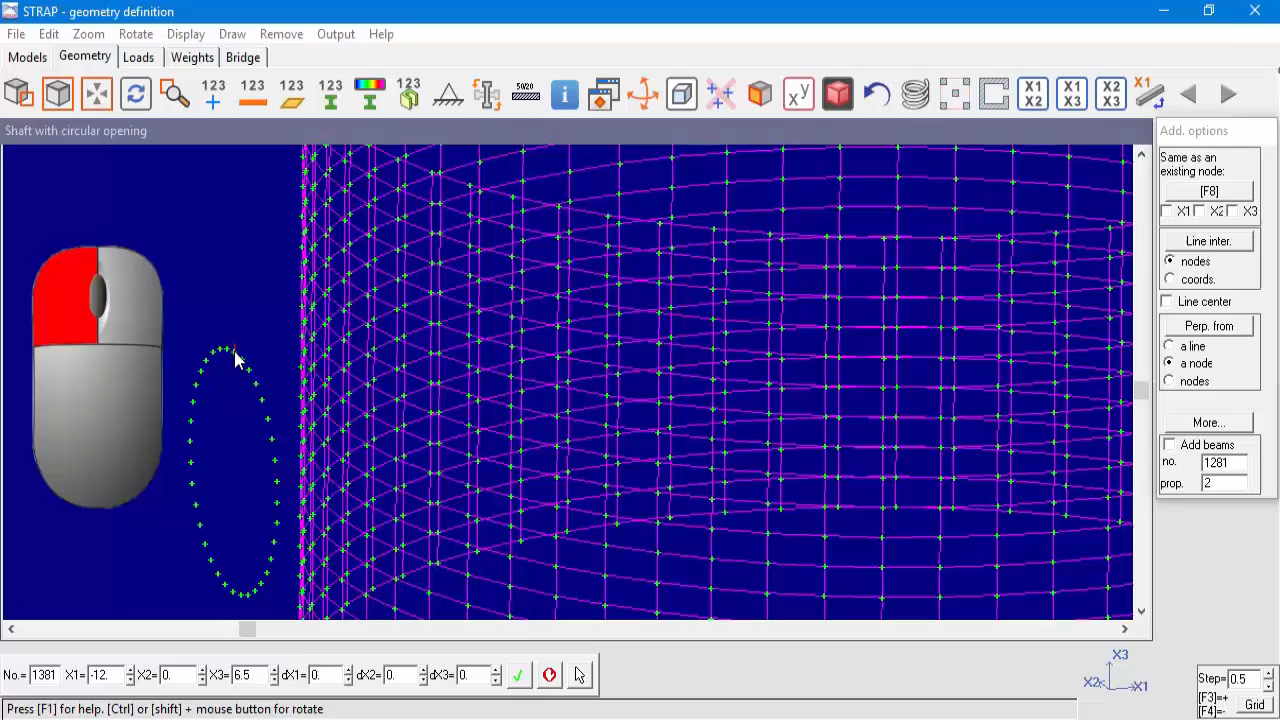 STRAP - geometry definition
File Edit Zoom Rotate Display Draw Remove Output Help
Models Geometry Loads Weights Bridge
123 123 123 123 123 5020 i x y X1 X2 X1 X3 X2 X3 X1
Shaft with circular opening
Add. options
Same as an
existing node:
[F8]
X1 X2 X3
Line inter.
nodes
coords.
Line center
Perp. from
a line
a node
nodes
More...
Add beams
no. 1281
prop. 2
X3
X2 X1
No.= 1381 X1= -12. X2= 0. X3= 6.5 dX1= 0. dX2= 0. dX3= 0.
Step= 0.5
[F3]=+
[F4]=- Grid
Press [F1] for help. [Ctrl] or [shift] + mouse button for rotate